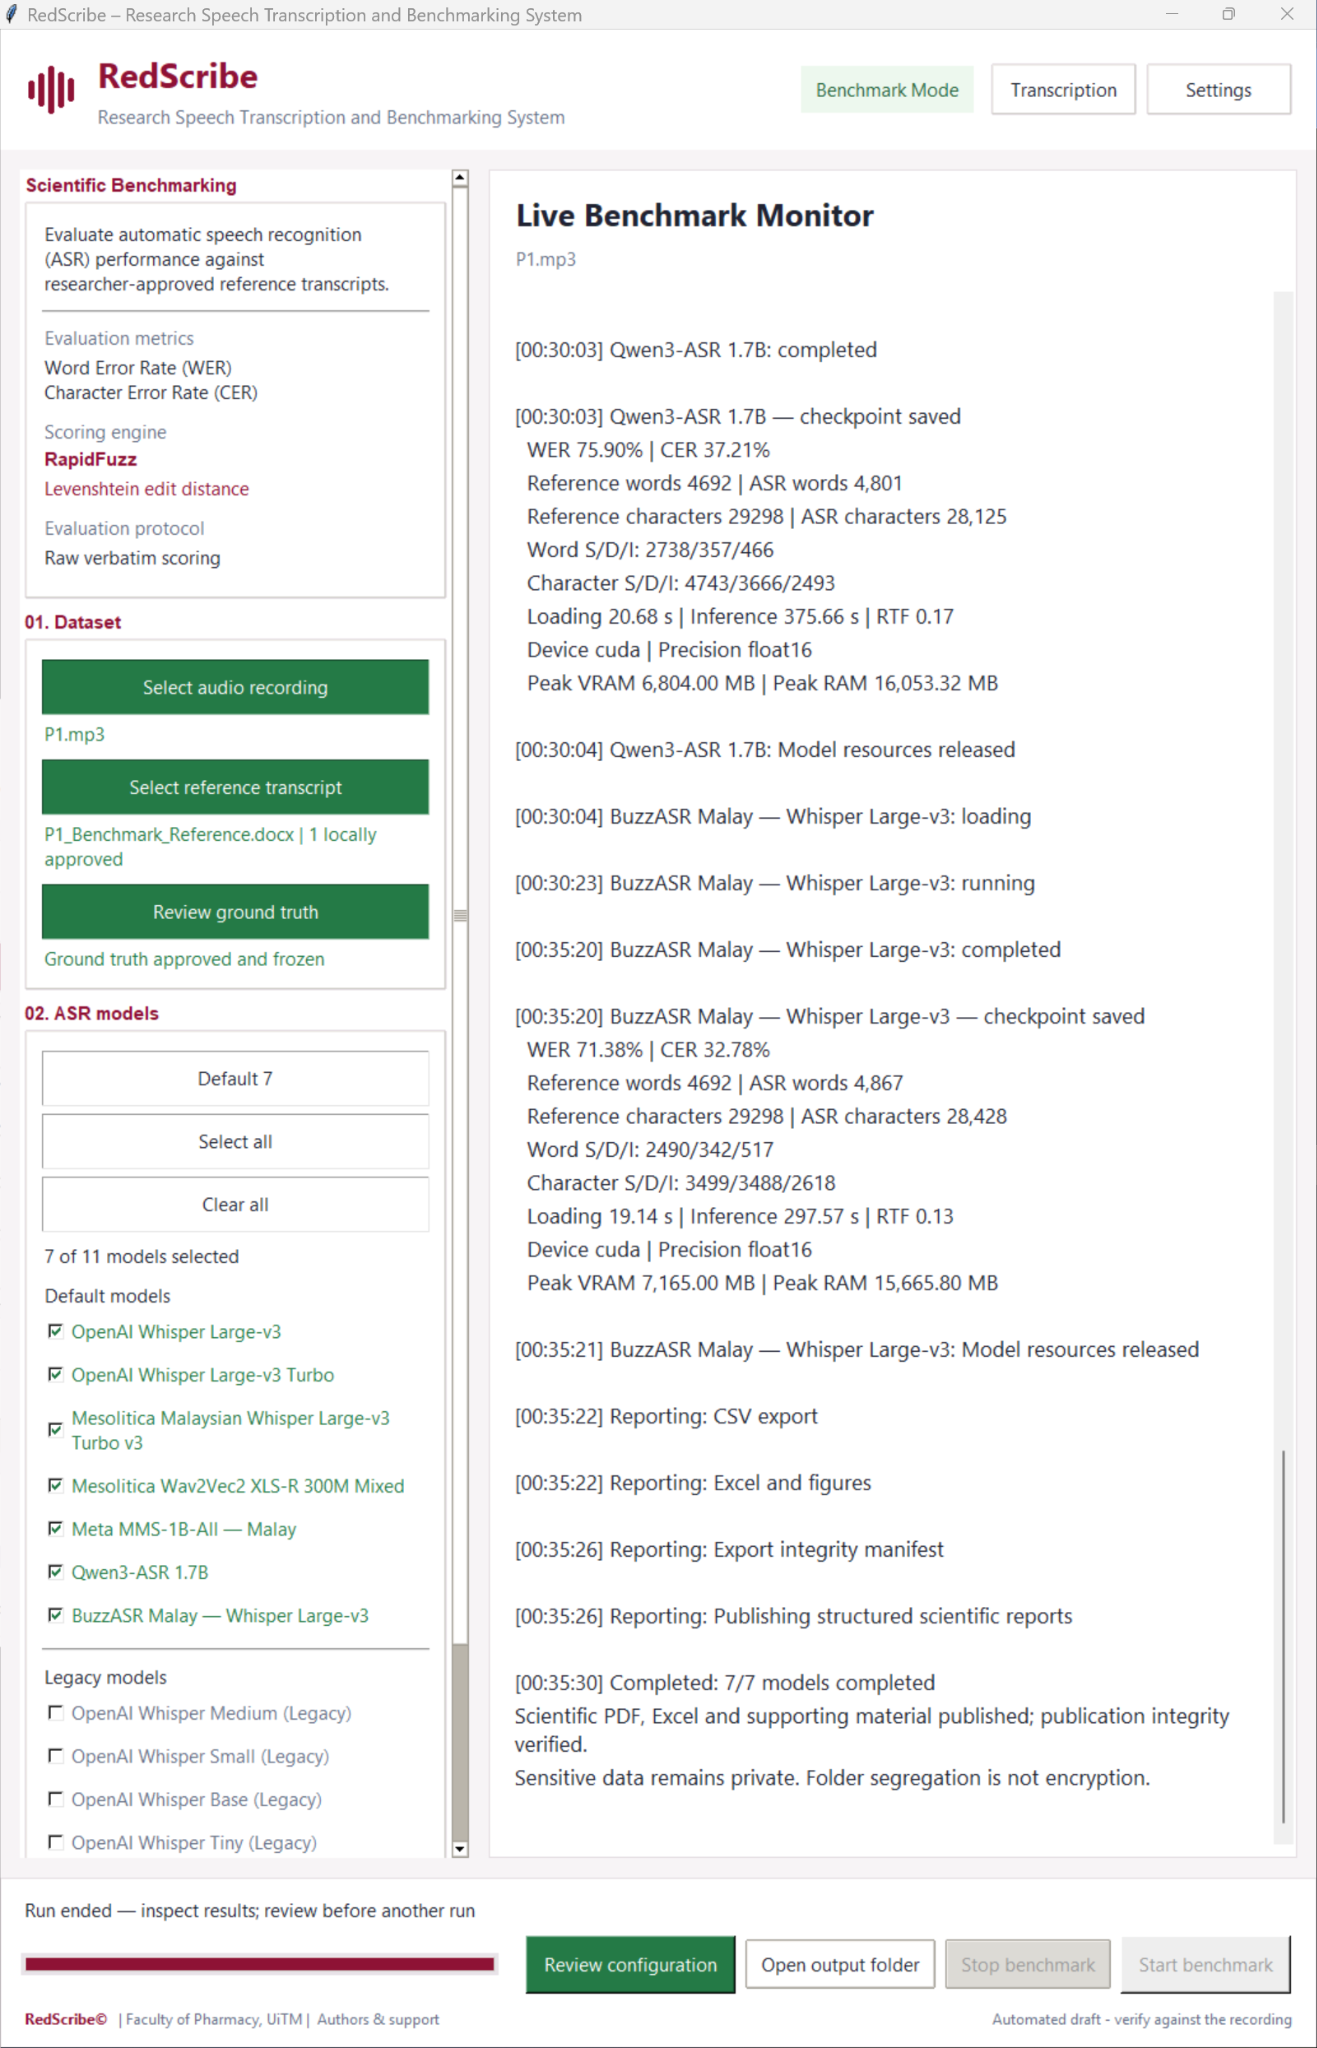 RedScribe – Research Speech Transcription and Benchmarking System
RedScribe
Research Speech Transcription and Benchmarking System
Benchmark Mode
Transcription
Settings
Scientific Benchmarking
Evaluate automatic speech recognition
(ASR) performance against
researcher-approved reference transcripts.
Evaluation metrics
Word Error Rate (WER)
Character Error Rate (CER)
Scoring engine
RapidFuzz
Levenshtein edit distance
Evaluation protocol
Raw verbatim scoring
01. Dataset
Select audio recording
P1.mp3
Select reference transcript
P1_Benchmark_Reference.docx | 1 locally
approved
Review ground truth
Ground truth approved and frozen
02. ASR models
Default 7
Select all
Clear all
7 of 11 models selected
Default models
OpenAI Whisper Large-v3
OpenAI Whisper Large-v3 Turbo
Mesolitica Malaysian Whisper Large-v3
Turbo v3
Mesolitica Wav2Vec2 XLS-R 300M Mixed
Meta MMS-1B-All — Malay
Qwen3-ASR 1.7B
BuzzASR Malay — Whisper Large-v3
Legacy models
OpenAI Whisper Medium (Legacy)
OpenAI Whisper Small (Legacy)
OpenAI Whisper Base (Legacy)
OpenAI Whisper Tiny (Legacy)
Live Benchmark Monitor
P1.mp3
[00:30:03] Qwen3-ASR 1.7B: completed
[00:30:03] Qwen3-ASR 1.7B — checkpoint saved
WER 75.90% | CER 37.21%
Reference words 4692 | ASR words 4,801
Reference characters 29298 | ASR characters 28,125
Word S/D/I: 2738/357/466
Character S/D/I: 4743/3666/2493
Loading 20.68 s | Inference 375.66 s | RTF 0.17
Device cuda | Precision float16
Peak VRAM 6,804.00 MB | Peak RAM 16,053.32 MB
[00:30:04] Qwen3-ASR 1.7B: Model resources released
[00:30:04] BuzzASR Malay — Whisper Large-v3: loading
[00:30:23] BuzzASR Malay — Whisper Large-v3: running
[00:35:20] BuzzASR Malay — Whisper Large-v3: completed
[00:35:20] BuzzASR Malay — Whisper Large-v3 — checkpoint saved
WER 71.38% | CER 32.78%
Reference words 4692 | ASR words 4,867
Reference characters 29298 | ASR characters 28,428
Word S/D/I: 2490/342/517
Character S/D/I: 3499/3488/2618
Loading 19.14 s | Inference 297.57 s | RTF 0.13
Device cuda | Precision float16
Peak VRAM 7,165.00 MB | Peak RAM 15,665.80 MB
[00:35:21] BuzzASR Malay — Whisper Large-v3: Model resources released
[00:35:22] Reporting: CSV export
[00:35:22] Reporting: Excel and figures
[00:35:26] Reporting: Export integrity manifest
[00:35:26] Reporting: Publishing structured scientific reports
[00:35:30] Completed: 7/7 models completed
Scientific PDF, Excel and supporting material published; publication integrity
verified.
Sensitive data remains private. Folder segregation is not encryption.
Run ended — inspect results; review before another run
Review configuration
Open output folder
Stop benchmark
Start benchmark
RedScribe© | Faculty of Pharmacy, UiTM | Authors & support
Automated draft - verify against the recording